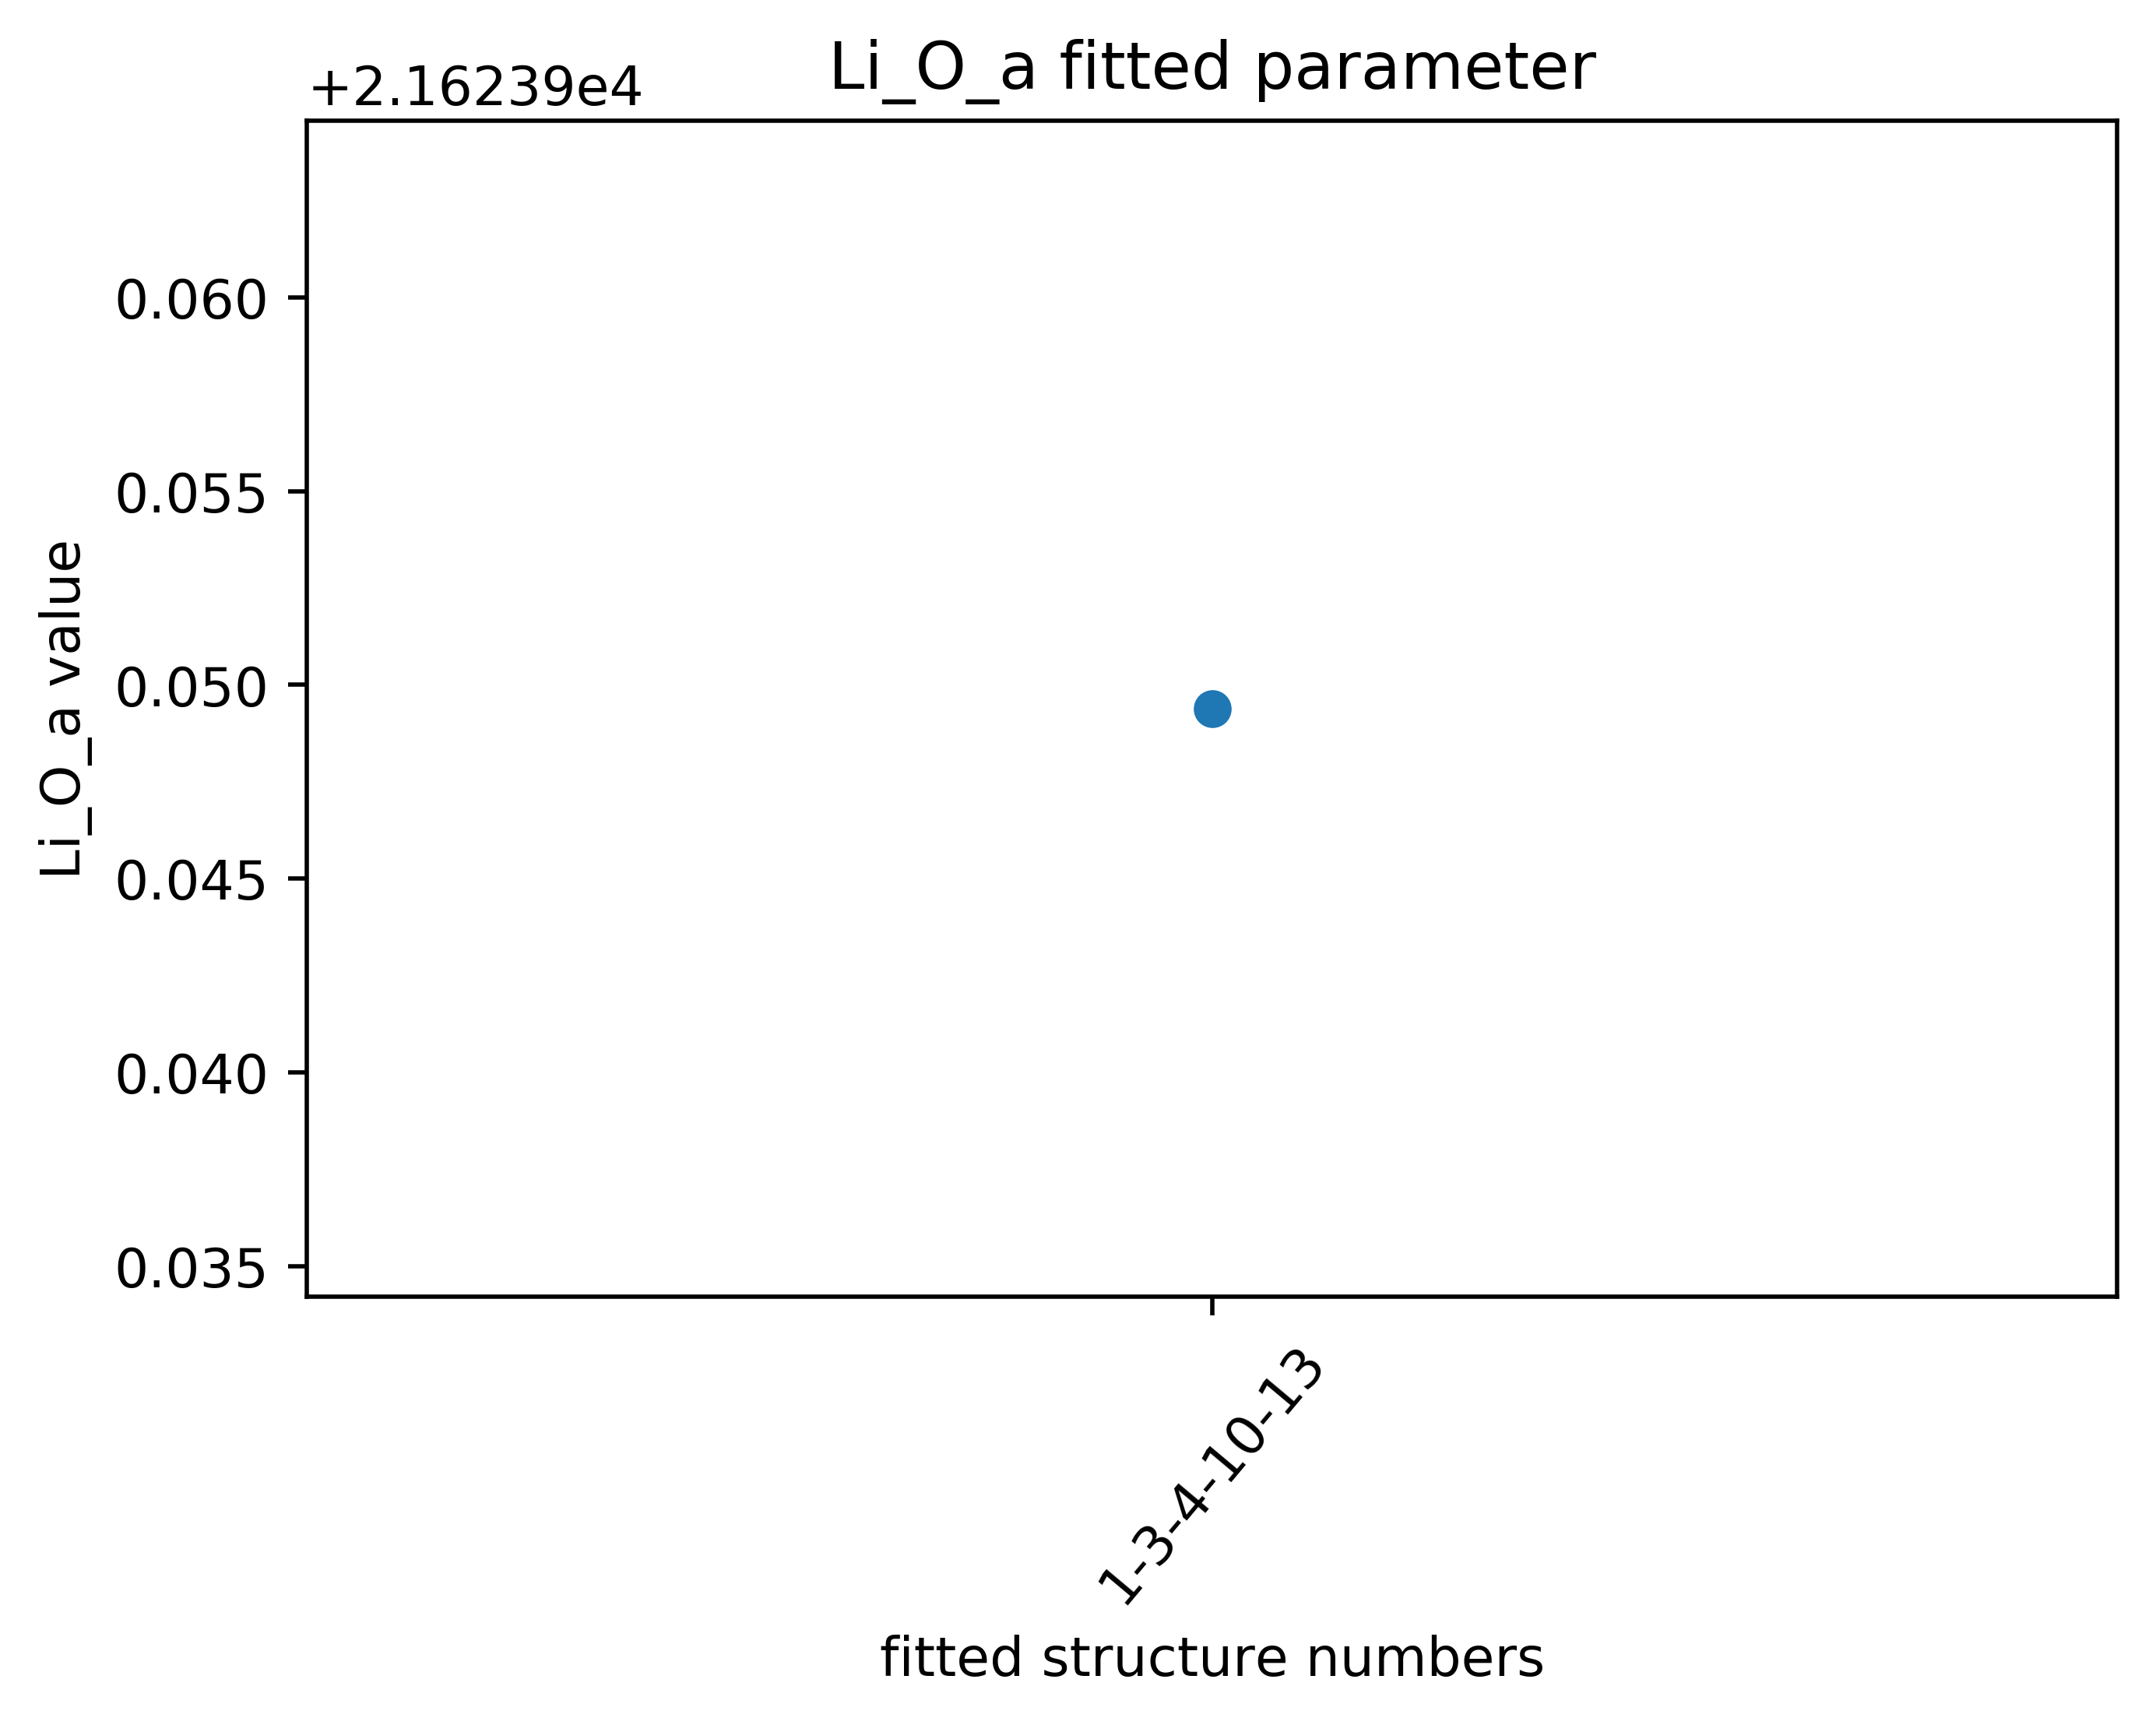 Li_O_a fitted parameter
+2.16239e4
0.060
0.055
0.050
0.045
0.040
0.035
Li_O_a value
1-3-4-10-13
fitted structure numbers